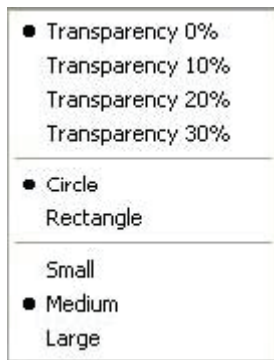 Transparency 0%
Transparency 10%
Transparency 20%
Transparency 30%
Circle
Rectangle
Small
Medium
Large